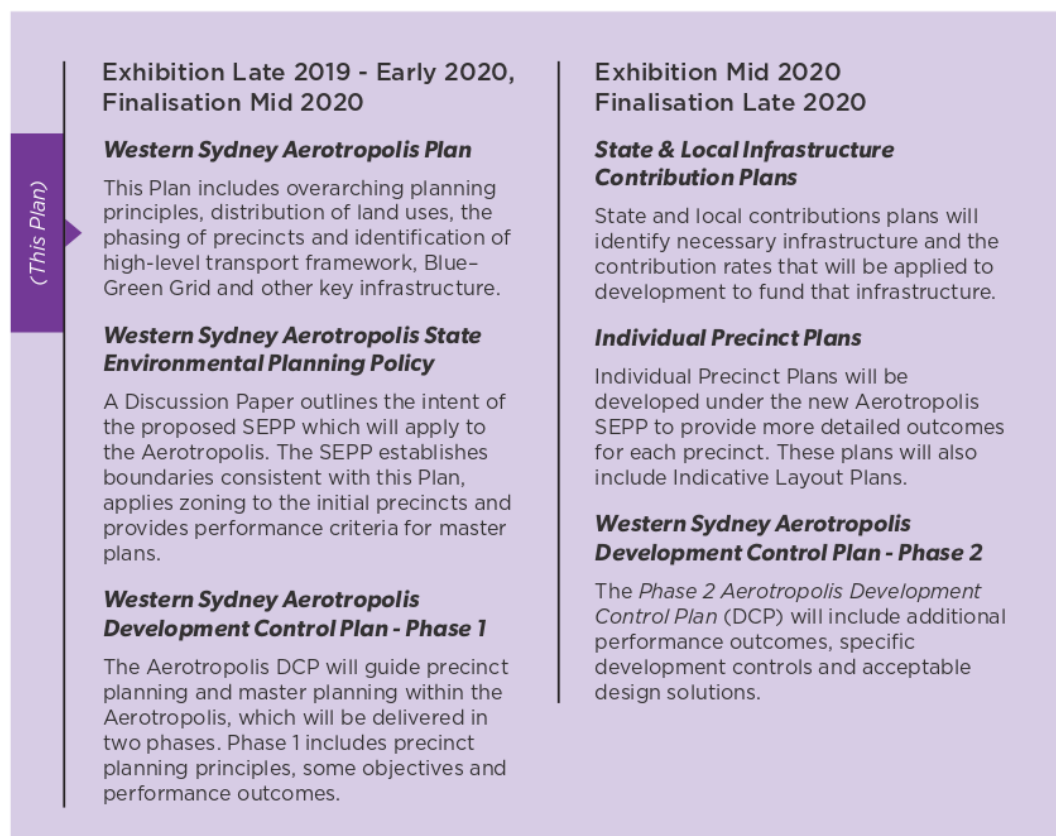 (This Plan)
Exhibition Late 2019 - Early 2020,
Finalisation Mid 2020
Western Sydney Aerotropolis Plan
This Plan includes overarching planning
principles, distribution of land uses, the
phasing of precincts and identification of
high-level transport framework, Blue–
Green Grid and other key infrastructure.
Western Sydney Aerotropolis State
Environmental Planning Policy
A Discussion Paper outlines the intent of
the proposed SEPP which will apply to
the Aerotropolis. The SEPP establishes
boundaries consistent with this Plan,
applies zoning to the initial precincts and
provides performance criteria for master
plans.
Western Sydney Aerotropolis
Development Control Plan - Phase 1
The Aerotropolis DCP will guide precinct
planning and master planning within the
Aerotropolis, which will be delivered in
two phases. Phase 1 includes precinct
planning principles, some objectives and
performance outcomes.
Exhibition Mid 2020
Finalisation Late 2020
State & Local Infrastructure
Contribution Plans
State and local contributions plans will
identify necessary infrastructure and the
contribution rates that will be applied to
development to fund that infrastructure.
Individual Precinct Plans
Individual Precinct Plans will be
developed under the new Aerotropolis
SEPP to provide more detailed outcomes
for each precinct. These plans will also
include Indicative Layout Plans.
Western Sydney Aerotropolis
Development Control Plan - Phase 2
The Phase 2 Aerotropolis Development
Control Plan (DCP) will include additional
performance outcomes, specific
development controls and acceptable
design solutions.